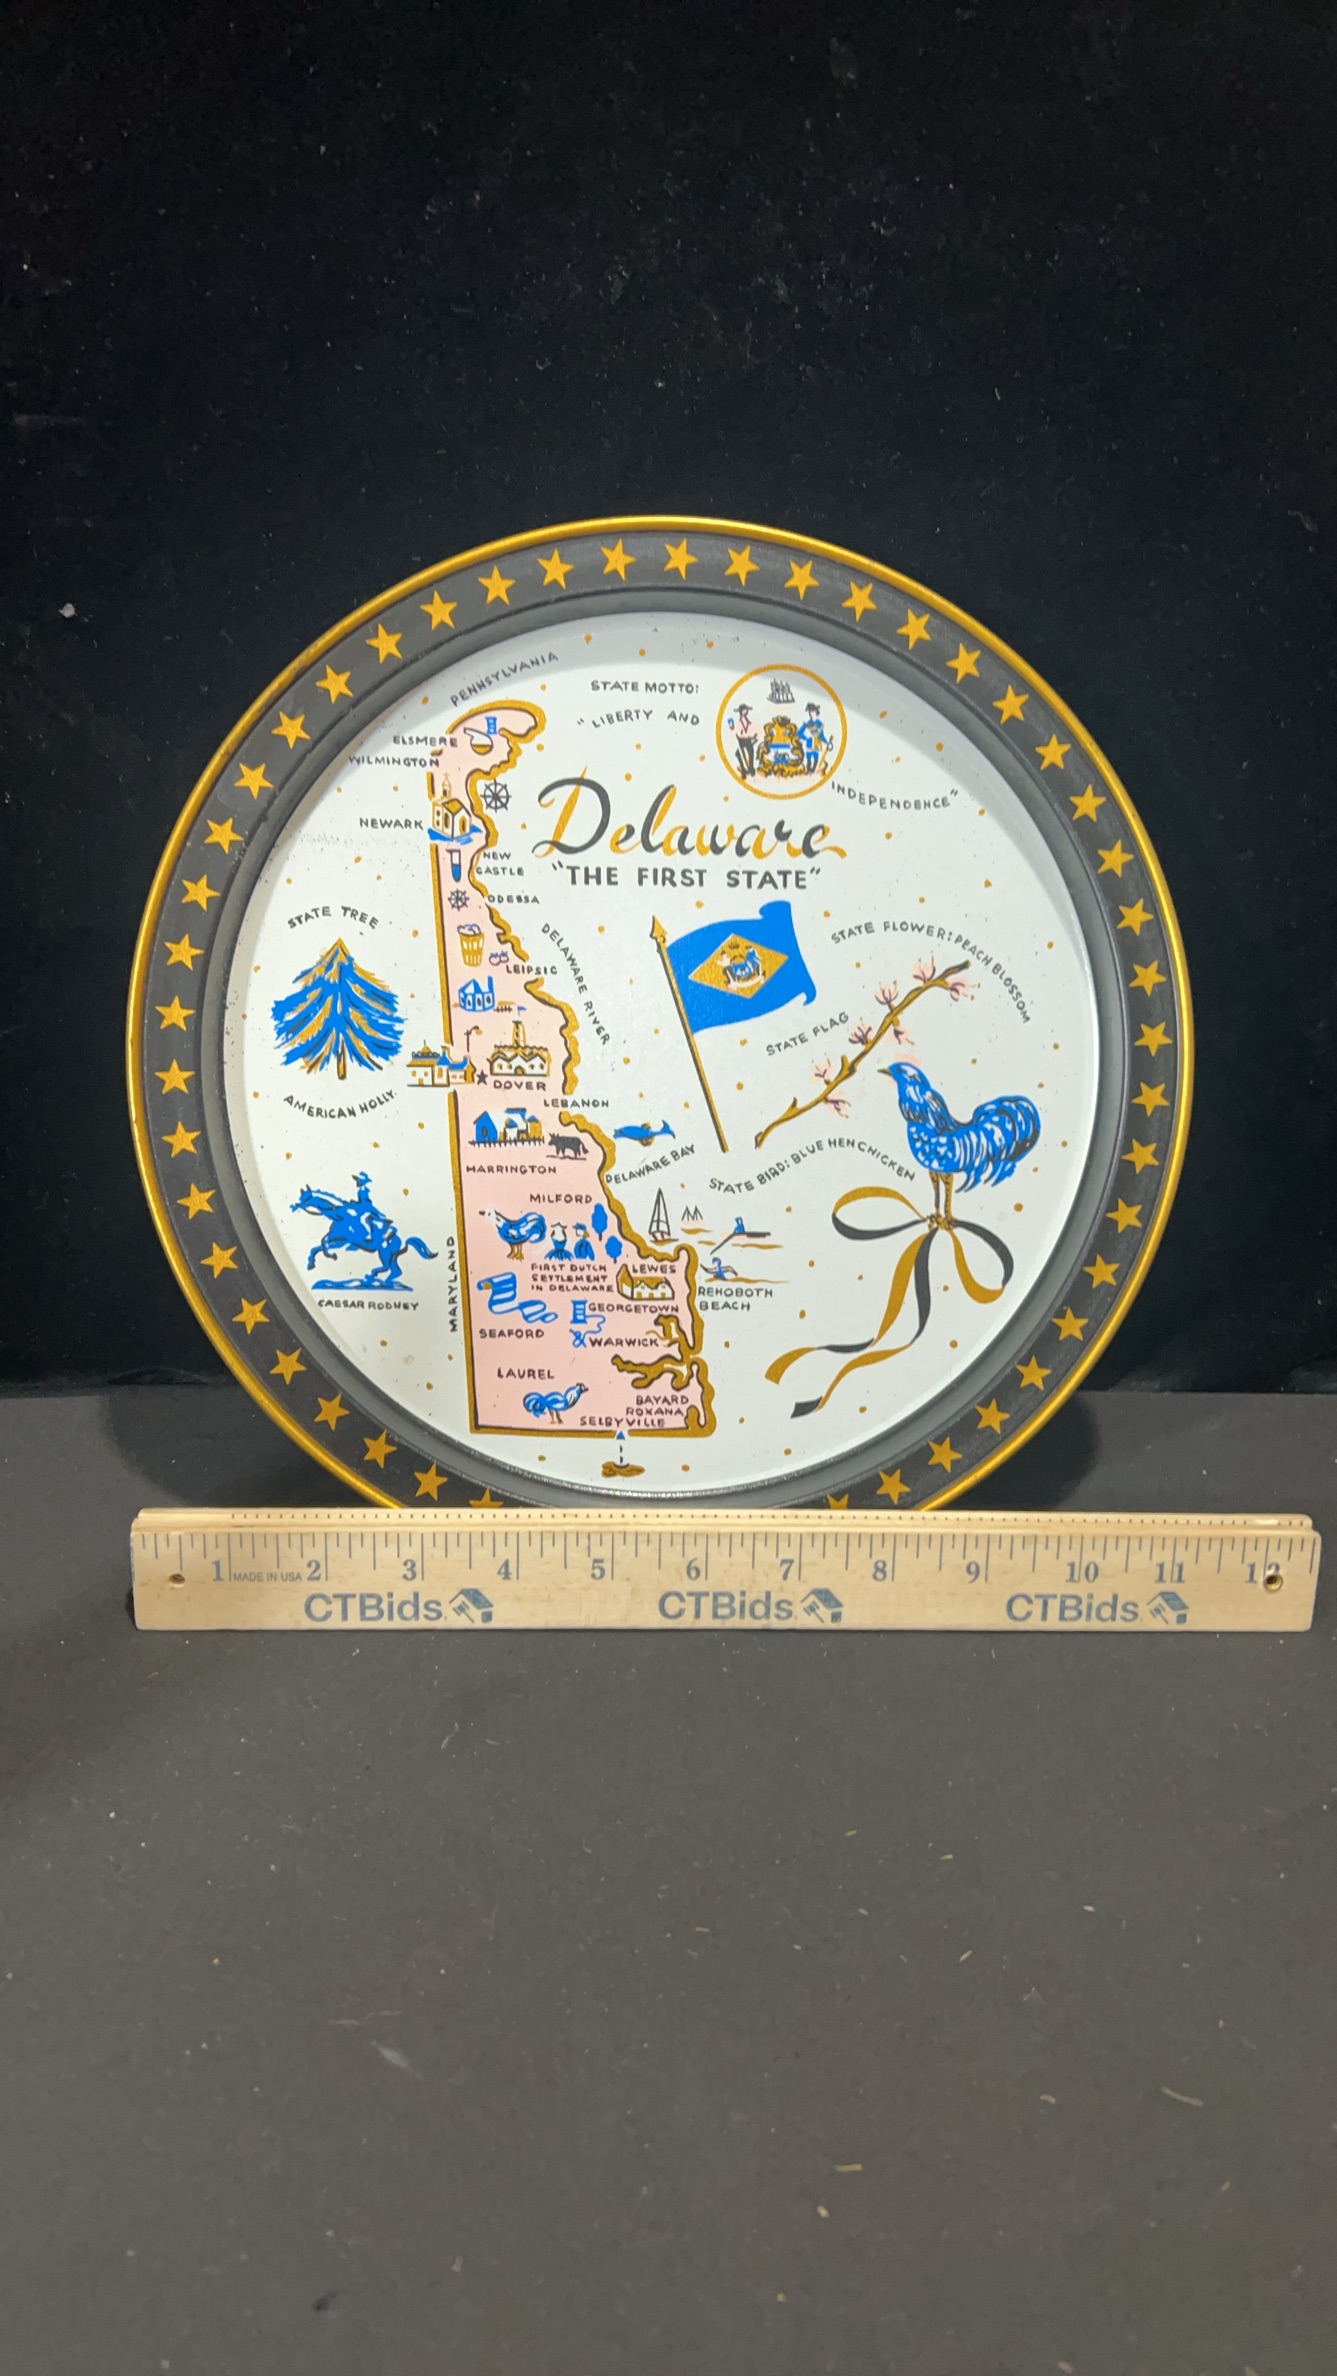 PENNSYLVANIA
STATE MOTTO:
"LIBERTY AND
INDEPENDENCE"
ELSMERE
WILMINGTON
NEWARK
Delaware
"THE FIRST STATE"
NEW
CASTLE
ODESSA
STATE TREE
AMERICAN HOLLY
DELAWARE RIVER
LEIPSIC
STATE FLOWER: PEACH BLOSSOM
STATE FLAG
DOVER
LEBANON
HARRINGTON
DELAWARE BAY
STATE BIRD: BLUE HEN CHICKEN
MILFORD
FIRST DUTCH
SETTLEMENT
IN DELAWARE
LEWES
REHOBOTH
BEACH
CAESAR RODNEY
MARYLAND
GEORGETOWN
SEAFORD
WARWICK
LAUREL
BAYARD
ROXANA
SELBYVILLE
1 MADE IN USA 2 3 4 5 6 7 8 9 10 11 12
CTBids CTBids CTBids